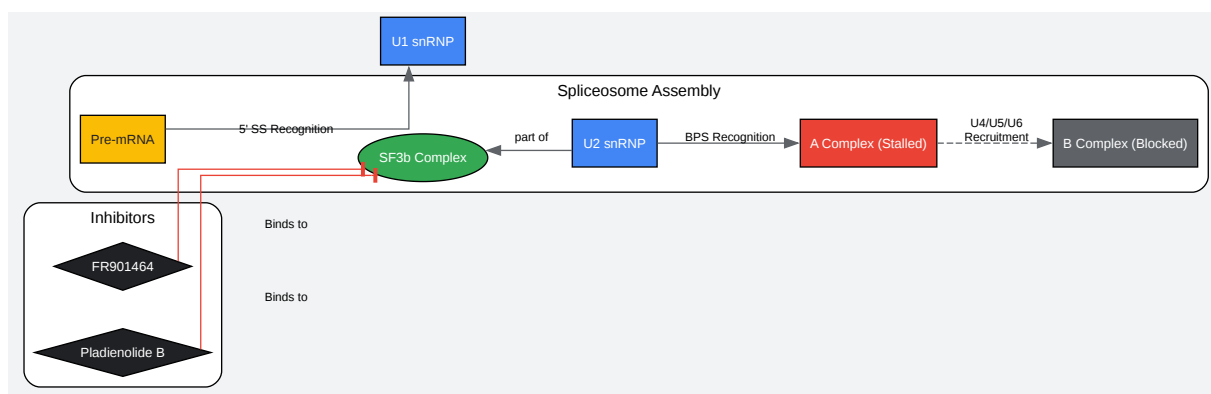 U1 snRNP
Spliceosome Assembly
Pre-mRNA
5' SS Recognition
SF3b Complex
part of
U2 snRNP
BPS Recognition
A Complex (Stalled)
U4/U5/U6
Recruitment
B Complex (Blocked)
Inhibitors
Binds to
FR901464
Binds to
Pladienolide B